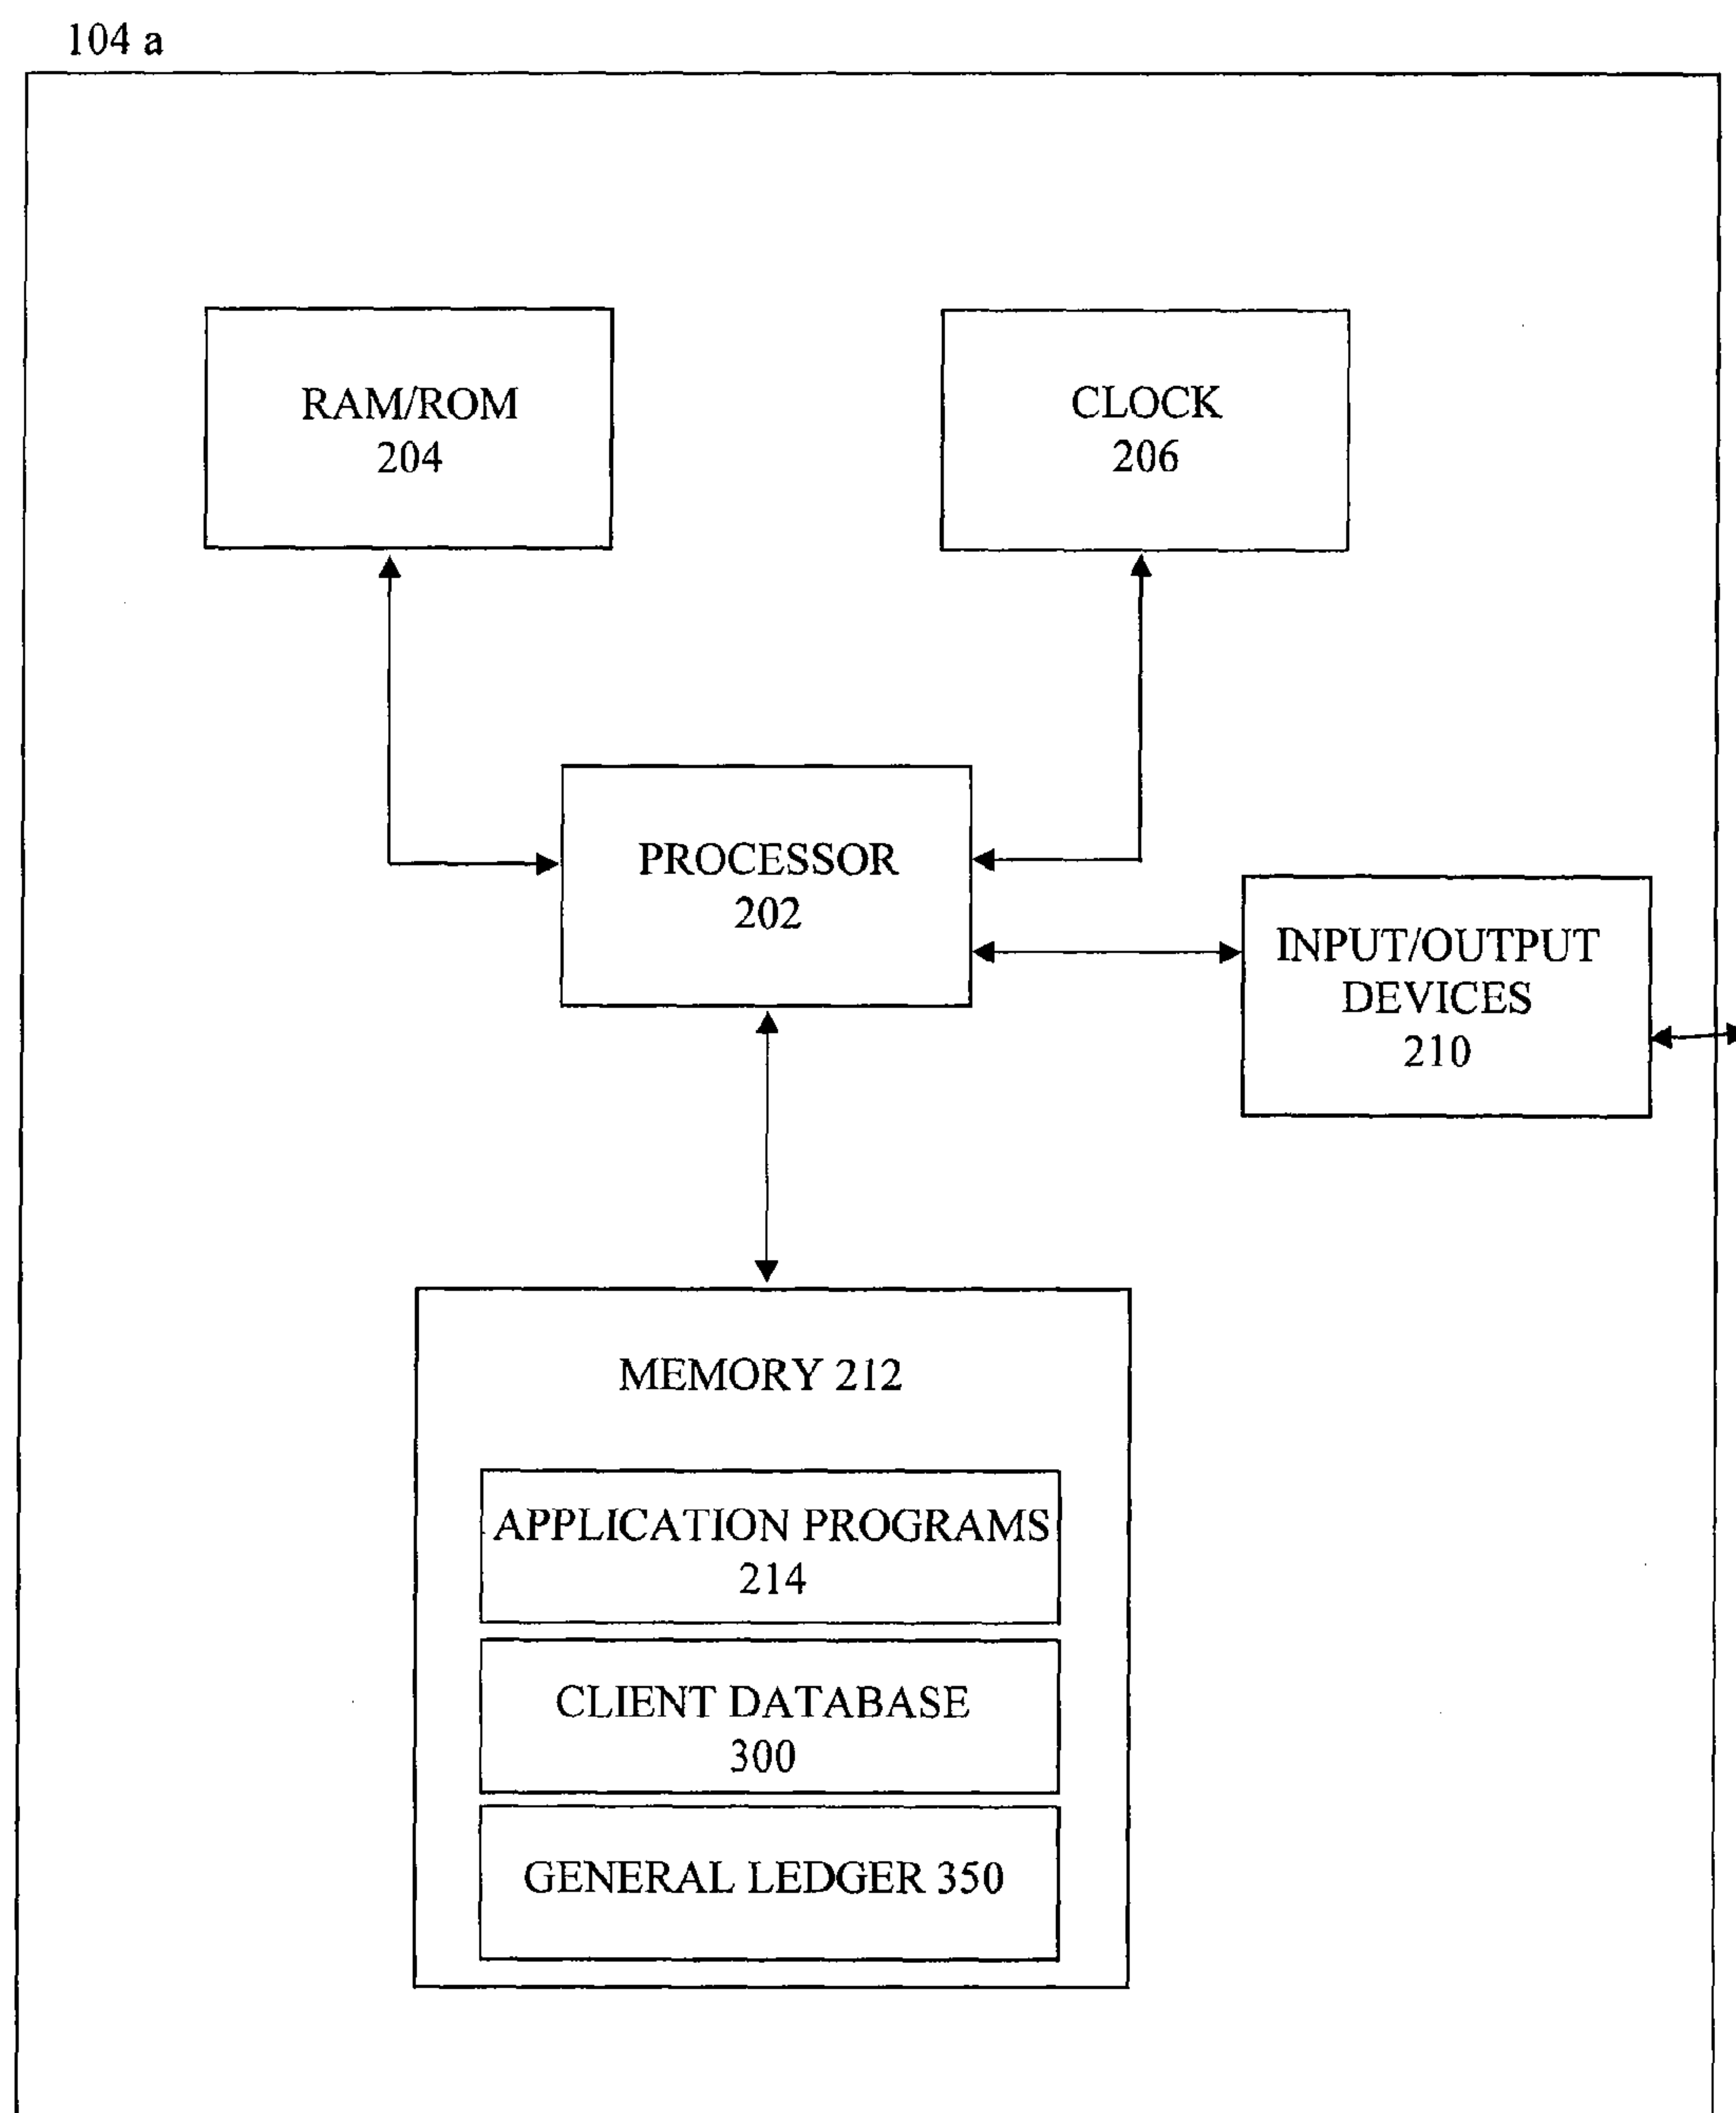 104 a
RAM/ROM
204
CLOCK
206
PROCESSOR
202
INPUT/OUTPUT
DEVICES
210
MEMORY 212
APPLICATION PROGRAMS
214
CLIENT DATABASE
300
GENERAL LEDGER 350